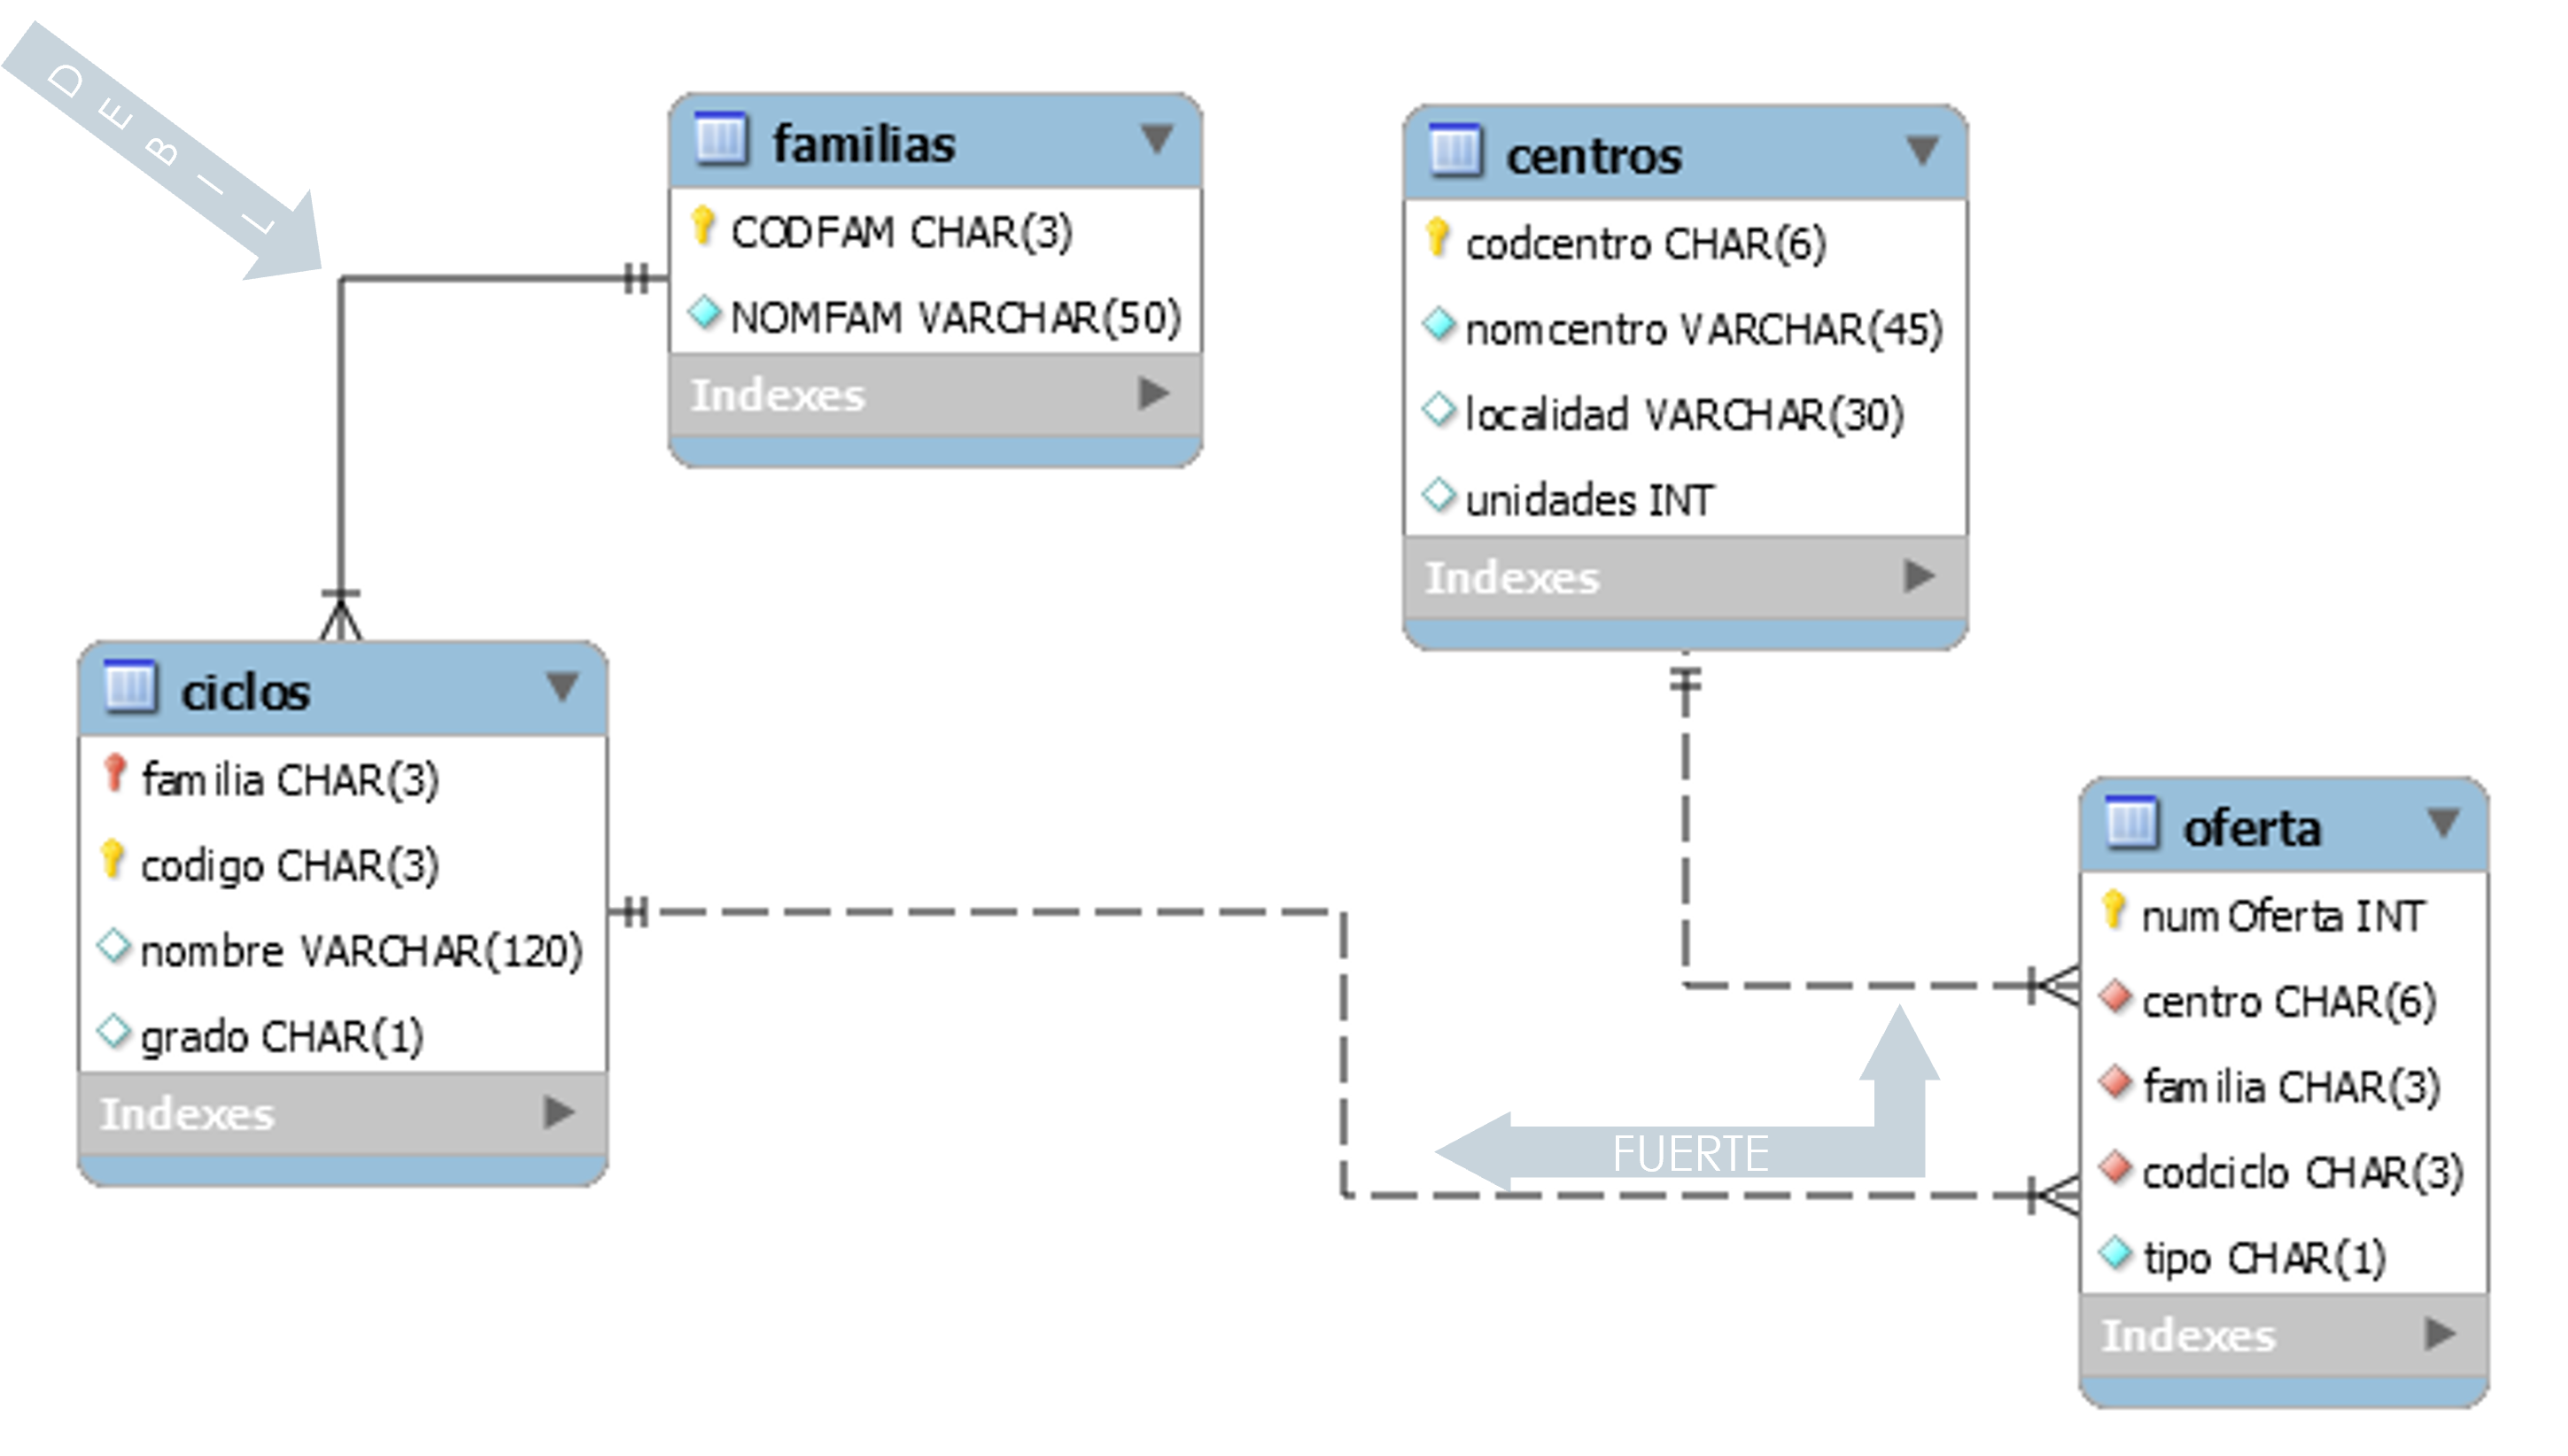 DEBIL
familias
CODFAM CHAR(3)
NOMFAM VARCHAR(50)
Indexes
centros
codcentro CHAR(6)
nomcentro VARCHAR(45)
localidad VARCHAR(30)
unidades INT
Indexes
ciclos
familia CHAR(3)
codigo CHAR(3)
nombre VARCHAR(120)
grado CHAR(1)
Indexes
oferta
numOferta INT
centro CHAR(6)
familia CHAR(3)
codciclo CHAR(3)
tipo CHAR(1)
Indexes
FUERTE